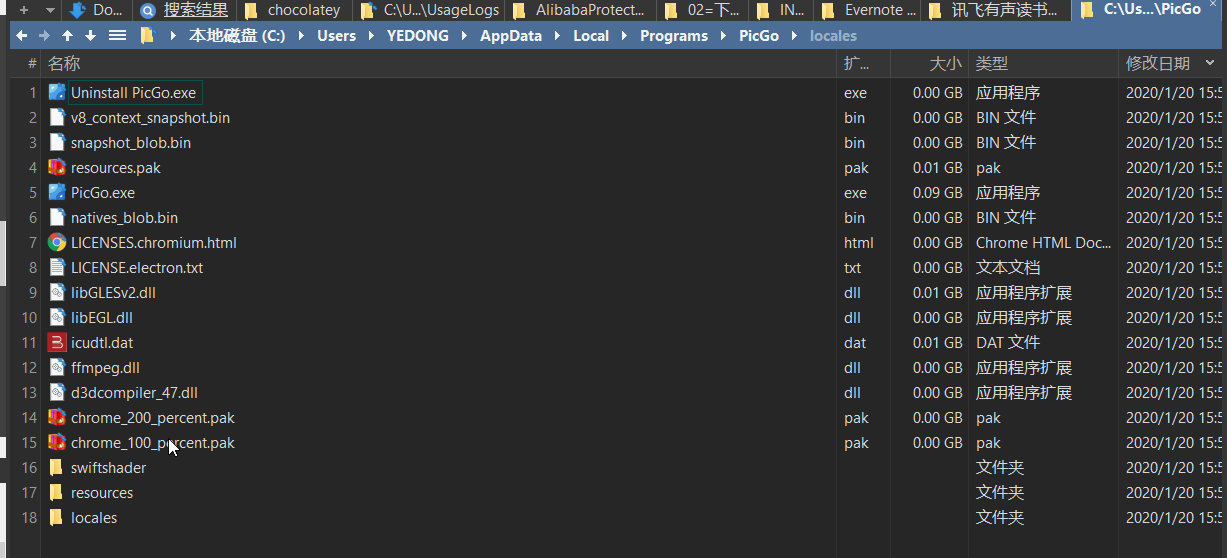 Do... 搜索结果 chocolatey C:\U...\UsageLogs AlibabaProtect... 02=下... IN... Evernote ... 讯飞有声读书... C:\Us...\PicGo
本地磁盘 (C:) Users YEDONG AppData Local Programs PicGo locales
# 名称 扩... 大小 类型 修改日期
1 Uninstall PicGo.exe exe 0.00 GB 应用程序 2020/1/20 15:5
2 v8_context_snapshot.bin bin 0.00 GB BIN 文件 2020/1/20 15:5
3 snapshot_blob.bin bin 0.00 GB BIN 文件 2020/1/20 15:5
4 resources.pak pak 0.01 GB pak 2020/1/20 15:5
5 PicGo.exe exe 0.09 GB 应用程序 2020/1/20 15:5
6 natives_blob.bin bin 0.00 GB BIN 文件 2020/1/20 15:5
7 LICENSES.chromium.html html 0.00 GB Chrome HTML Doc... 2020/1/20 15:5
8 LICENSE.electron.txt txt 0.00 GB 文本文档 2020/1/20 15:5
9 libGLESv2.dll dll 0.01 GB 应用程序扩展 2020/1/20 15:5
10 libEGL.dll dll 0.00 GB 应用程序扩展 2020/1/20 15:5
11 icudtl.dat dat 0.01 GB DAT 文件 2020/1/20 15:5
12 ffmpeg.dll dll 0.00 GB 应用程序扩展 2020/1/20 15:5
13 d3dcompiler_47.dll dll 0.00 GB 应用程序扩展 2020/1/20 15:5
14 chrome_200_percent.pak pak 0.00 GB pak 2020/1/20 15:5
15 chrome_100_percent.pak pak 0.00 GB pak 2020/1/20 15:5
16 swiftshader 文件夹 2020/1/20 15:5
17 resources 文件夹 2020/1/20 15:5
18 locales 文件夹 2020/1/20 15:5